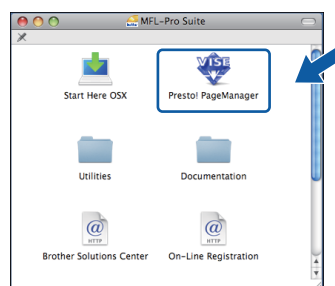 MFL-Pro Suite
VISE
Start Here OSX
Presto! PageManager
Utilities
Documentation
@
HTTP
@
HTTP
Brother Solutions Center
On-Line Registration